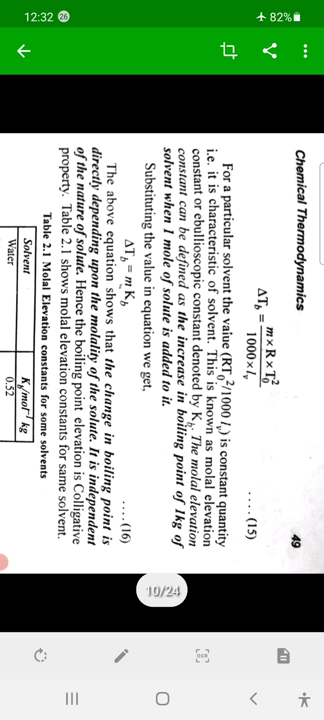 12:32 26 82%
Chemical Thermodynamics 49
ΔT_b = m × R × T_0^2 / 1000 × l_v ....(15)
For a particular solvent the value (RT_0^2/1000 l_v) is constant quantity
i.e. it is characteristic of solvent. This is known as molal elevation
constant or ebullioscopic constant denoted by K_b. The molal elevation
constant can be defined as the increase in boiling point of 1kg of
solvent when 1 mole of solute is added to it.
Substituting the value in equation we get,
ΔT_b = m K_b ....(16)
The above equation shows that the change in boiling point is
directly depending upon the molality of the solute. It is independent
of the nature of solute. Hence the boiling point elevation is Colligative
property. Table 2.1 shows molal elevation constants for same solvent.
Table 2.1 Molal Elevation constants for some solvents
Solvent K_b/mol⁻¹ kg
Water 0.52
10/24
OCR